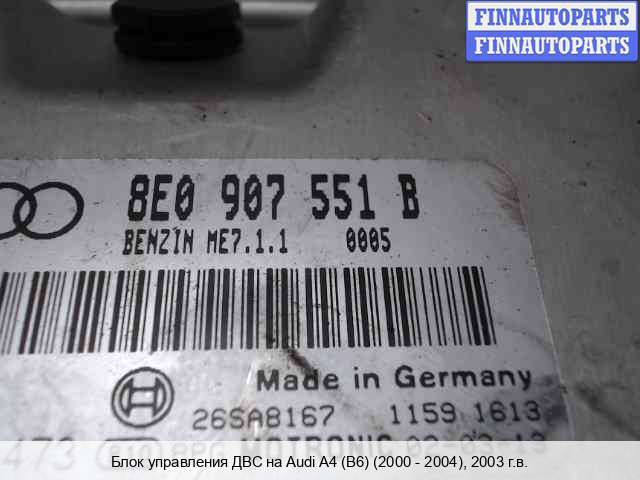 FINNAUTOPARTS
FINNAUTOPARTS
8E0 907 551 B
BENZIN ME7.1.1 0005
Made in Germany
26SA8167 1159 1613
473
Блок управления ДВС на Audi A4 (B6) (2000 - 2004), 2003 г.в.